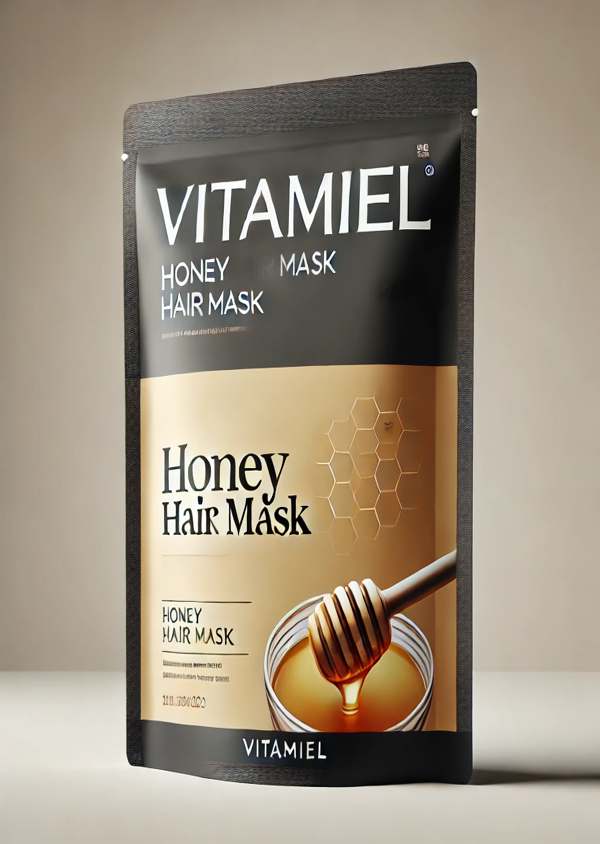 VITAMIEL
HONEY MASK
HAIR MASK
Honey
Hair Mask
HONEY
HAIR MASK
VITAMIEL